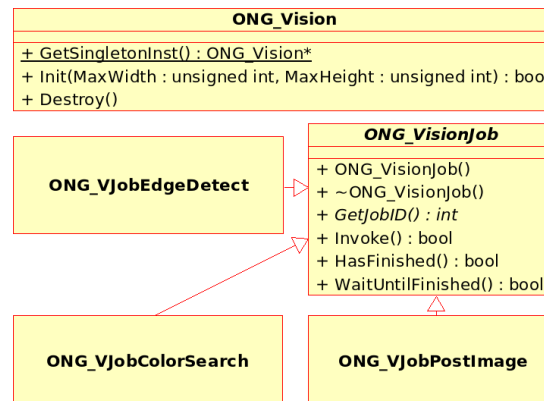 ONG_Vision
+ GetSingletonInst() : ONG_Vision*
+ Init(MaxWidth : unsigned int, MaxHeight : unsigned int) : boo
+ Destroy()
ONG_VisionJob
+ ONG_VisionJob()
+ ~ONG_VisionJob()
+ GetJobID() : int
+ Invoke() : bool
+ HasFinished() : bool
+ WaitUntilFinished() : bool
ONG_VJobEdgeDetect
ONG_VJobColorSearch
ONG_VJobPostImage